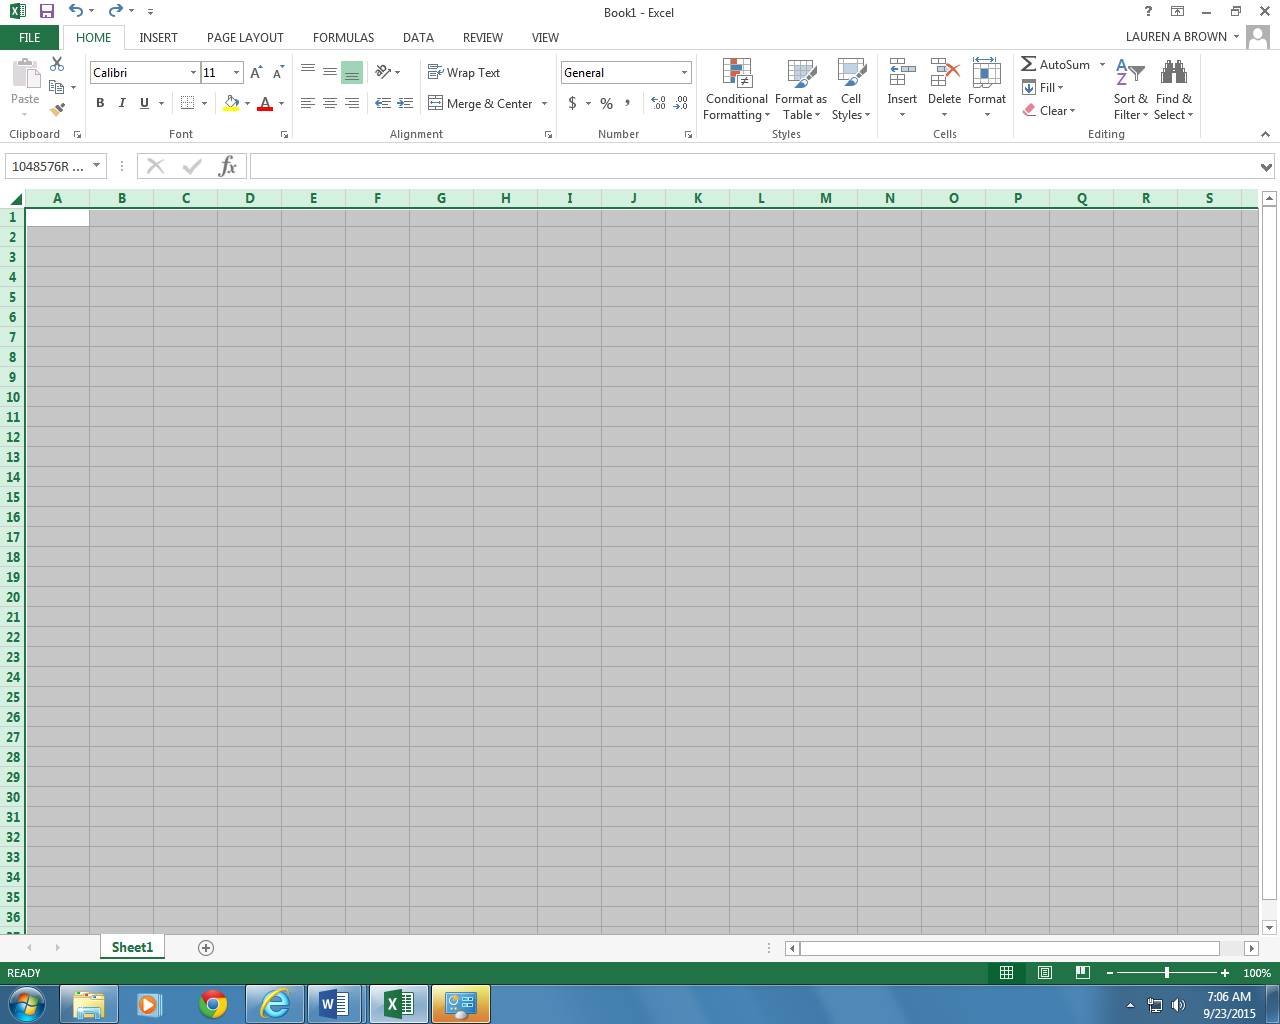 Book1 - Excel
?
FILE HOME INSERT PAGE LAYOUT FORMULAS DATA REVIEW VIEW LAUREN A BROWN
Paste
Clipboard
Calibri 11 A A
B I U A
Font
Wrap Text
Merge & Center
Alignment
General
$ % , .00 .0
Number
Conditional Formatting
Format as Table
Cell Styles
Styles
Insert Delete Format
Cells
AutoSum
Fill
Clear
Sort & Filter
Find & Select
Editing
1048576R ... fx
A B C D E F G H I J K L M N O P Q R S
1
2
3
4
5
6
7
8
9
10
11
12
13
14
15
16
17
18
19
20
21
22
23
24
25
26
27
28
29
30
31
32
33
34
35
36
Sheet1
READY 100%
7:06 AM
9/23/2015